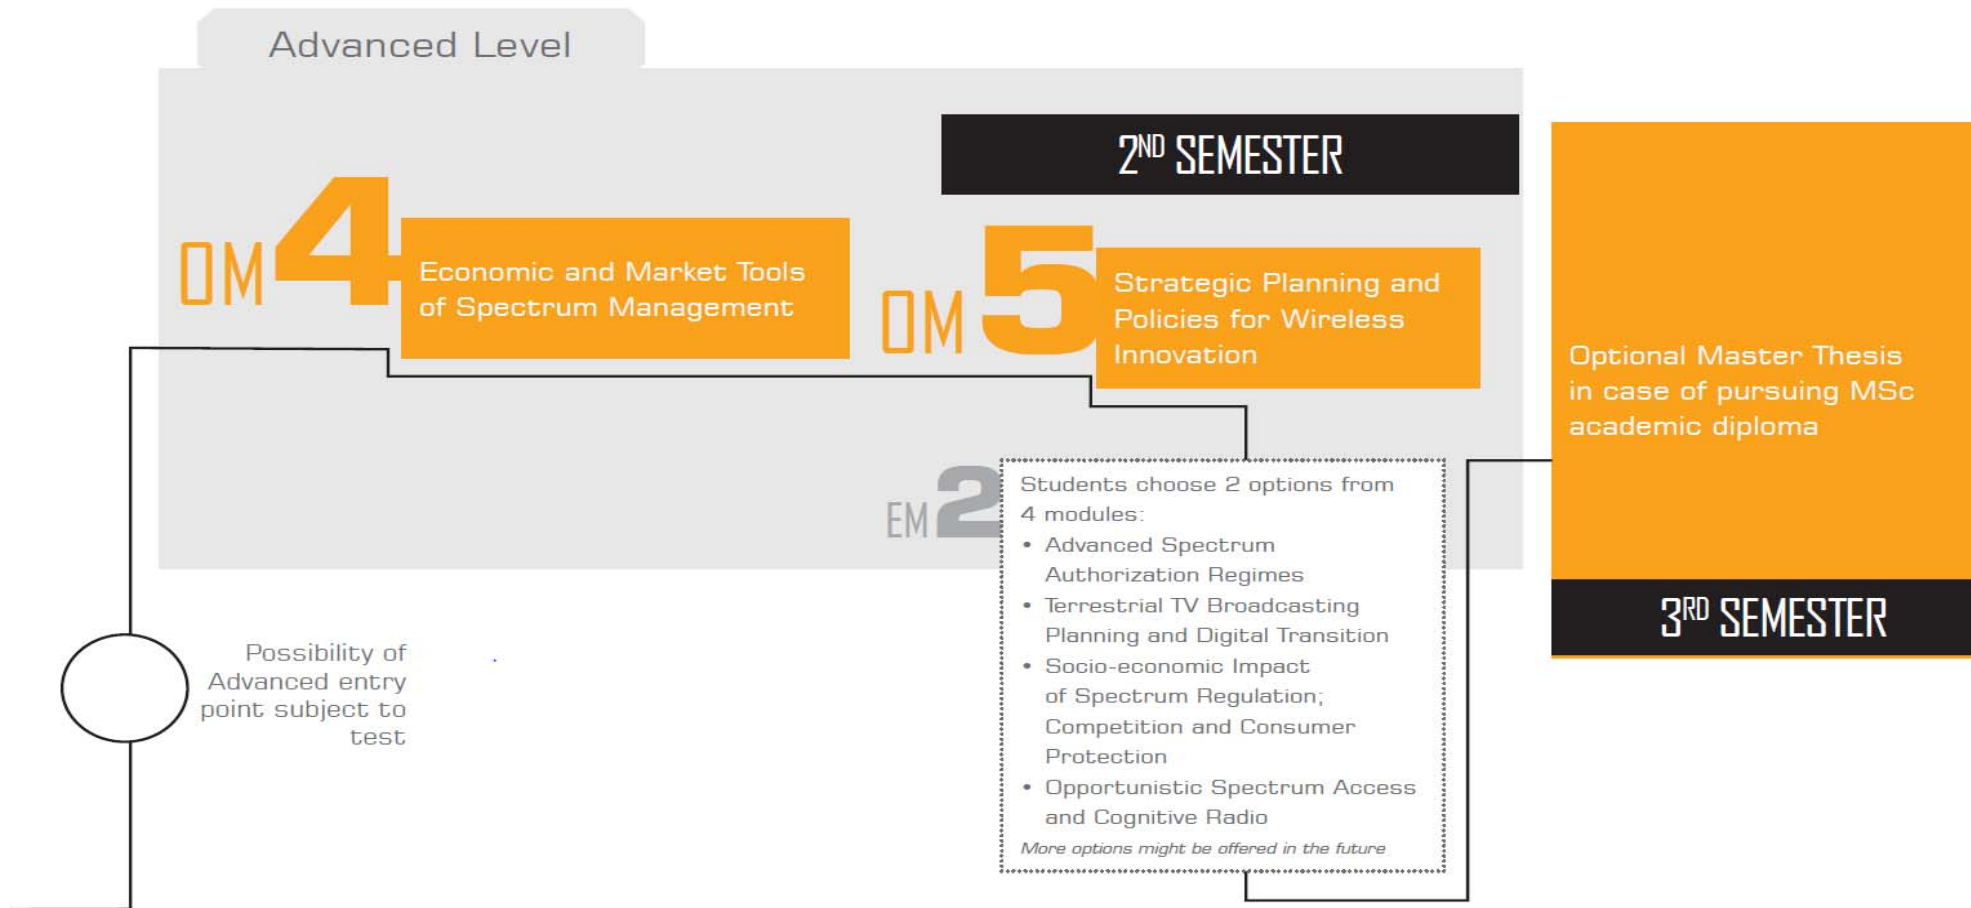 Advanced Level
2ND SEMESTER
OM4
Economic and Market Tools
of Spectrum Management
OM5
Strategic Planning and
Policies for Wireless
Innovation
Optional Master Thesis
in case of pursuing MSc
academic diploma
3RD SEMESTER
EM2
Students choose 2 options from
4 modules:
• Advanced Spectrum
Authorization Regimes
• Terrestrial TV Broadcasting
Planning and Digital Transition
• Socio-economic Impact
of Spectrum Regulation;
Competition and Consumer
Protection
• Opportunistic Spectrum Access
and Cognitive Radio
More options might be offered in the future
Possibility of
Advanced entry
point subject to
test